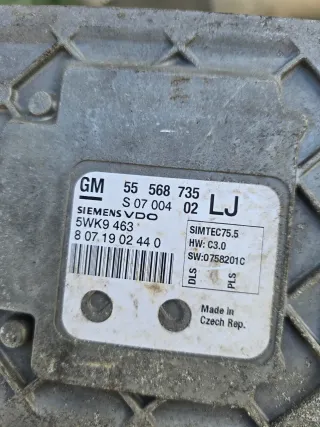 GM 55 568 735
S 07 004 02 LJ
SIEMENS VDO
5WK9 463
8 07 19 02 44 0
SIMTEC75.5
HW: C3.0
SW:0758201C
DLS PLS
Made in
Czech Rep.